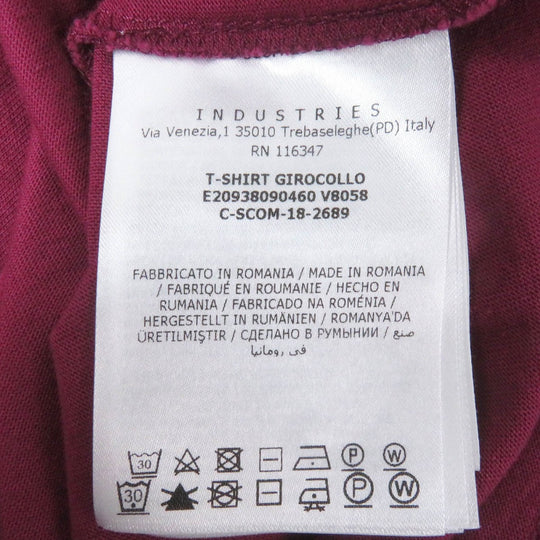 INDUSTRIES
Via Venezia,1 35010 Trebaseleghe(PD) Italy
RN 116347
T-SHIRT GIROCOLLO
E20938090460 V8058
C-SCOM-18-2689
FABBRICATO IN ROMANIA / MADE IN ROMANIA
/ FABRIQUÉ EN ROUMANIE / HECHO EN
RUMANIA / FABRICADO NA ROMÉNIA /
HERGESTELLT IN RUMÄNIEN / ROMANYA'DA
ÜRETILMIŞTIR / СДЕЛАНО В РУМЫНИИ / صنع
في رومانيا
30 P W
30 P W